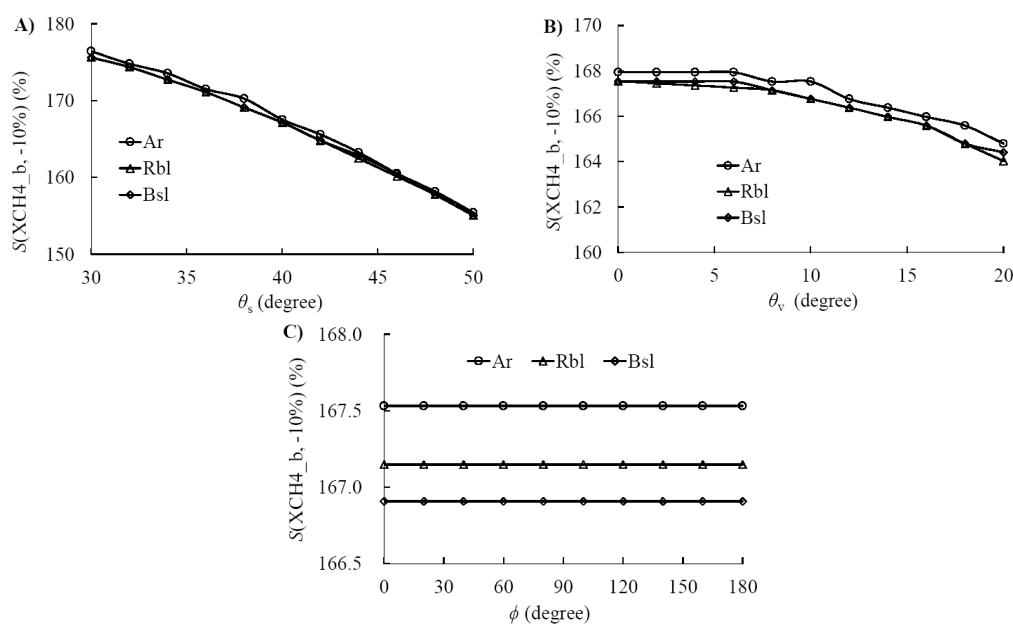 A)
S(XCH4_b, -10%) (%)
180
170
160
150
Ar
Rbl
Bsl
30 35 40 45 50
θs (degree)
B)
S(XCH4_b, -10%) (%)
170
168
166
164
162
160
Ar
Rbl
Bsl
0 5 10 15 20
θv (degree)
C)
S(XCH4_b, -10%) (%)
168.0
167.5
167.0
166.5
Ar Rbl Bsl
0 30 60 90 120 150 180
ϕ (degree)